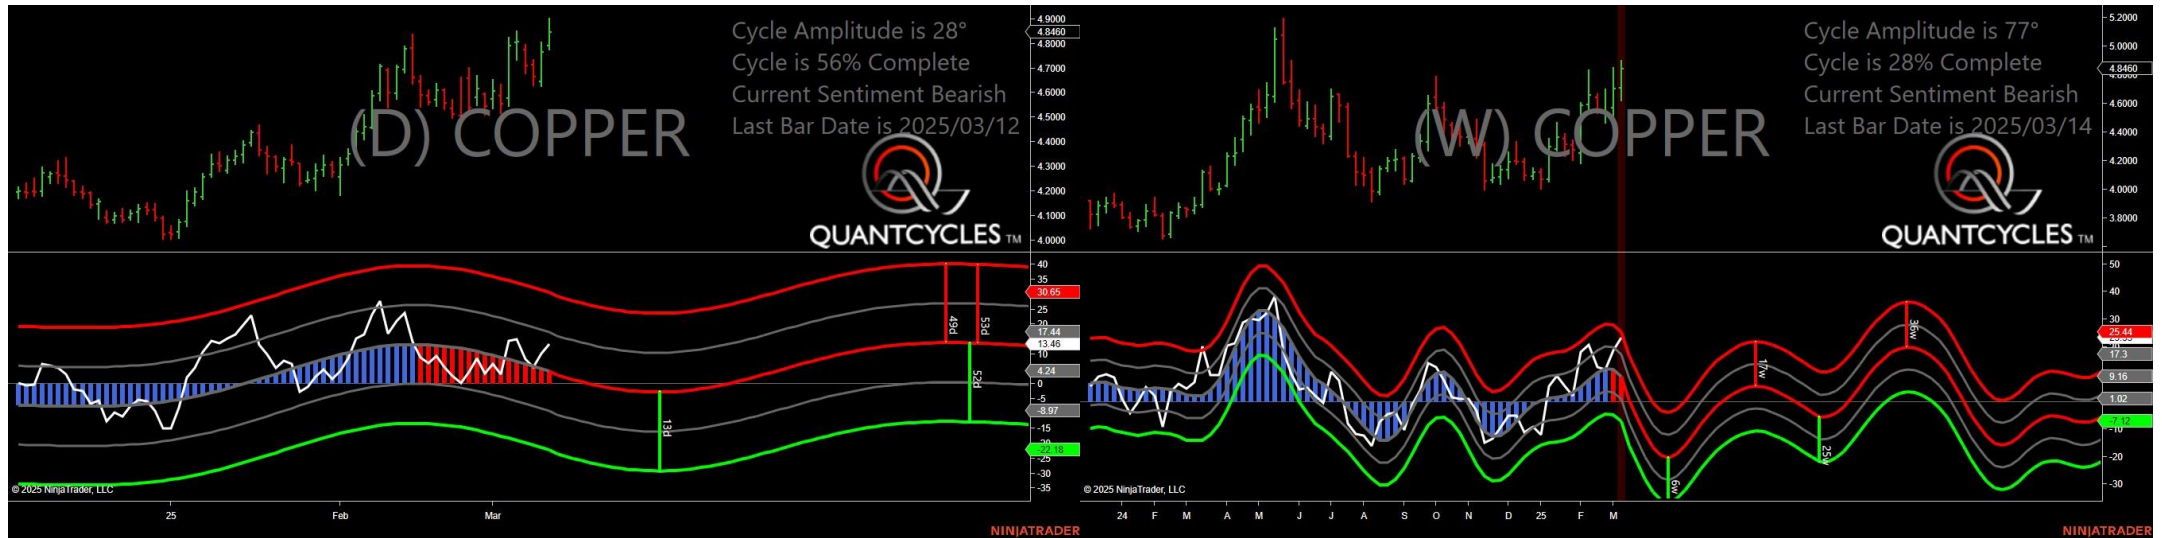 (D) COPPER
Cycle Amplitude is 28°
Cycle is 56% Complete
Current Sentiment Bearish
Last Bar Date is 2025/03/12
QUANTCYCLES TM
4.9000
4.8460
4.8000
4.7000
4.6000
4.5000
4.4000
4.3000
4.2000
4.1000
4.0000
40
35
30.65
25
20
17.44
13.46
10
4.24
0
-5
-8.97
-15
-22.18
-25
-30
-35
49d
53d
52d
13d
© 2025 NinjaTrader, LLC
25
Feb
Mar
NINJATRADER
(W) COPPER
Cycle Amplitude is 77°
Cycle is 28% Complete
Current Sentiment Bearish
Last Bar Date is 2025/03/14
QUANTCYCLES TM
5.2000
5.0000
4.8460
4.6000
4.4000
4.2000
4.0000
3.8000
50
40
30
25.44
17.3
9.16
1.02
-7.12
-10
-20
-30
17w
36w
25w
6w
© 2025 NinjaTrader, LLC
24
F
M
A
M
J
J
A
S
O
N
D
25
F
M
NINJATRADER